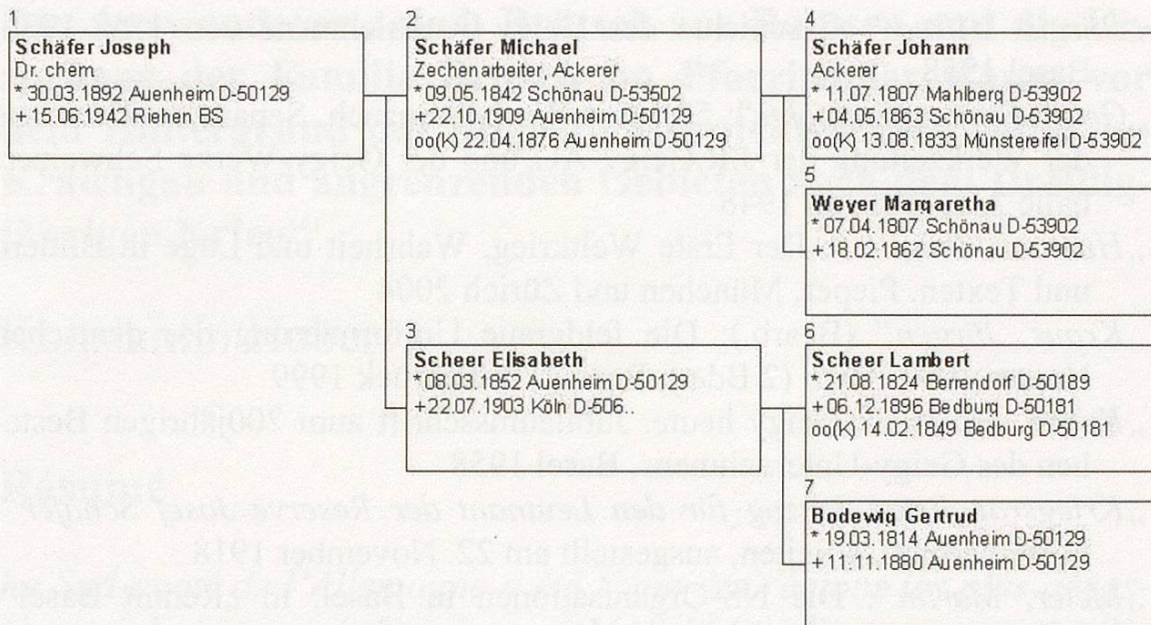 1
Schäfer Joseph
Dr. chem.
* 30.03.1892 Auenheim D-50129
+ 15.06.1942 Riehen BS
2
Schäfer Michael
Zechenarbeiter, Ackerer
* 09.05.1842 Schönau D-53502
+ 22.10.1909 Auenheim D-50129
oo(K) 22.04.1876 Auenheim D-50129
3
Scheer Elisabeth
* 08.03.1852 Auenheim D-50129
+ 22.07.1903 Köln D-506..
4
Schäfer Johann
Ackerer
* 11.07.1807 Mahlberg D-53902
+ 04.05.1863 Schönau D-53902
oo(K) 13.08.1833 Münstereifel D-53902
5
Weyer Margaretha
* 07.04.1807 Schönau D-53902
+ 18.02.1862 Schönau D-53902
6
Scheer Lambert
* 21.08.1824 Berrendorf D-50189
+ 06.12.1896 Bedburg D-50181
oo(K) 14.02.1849 Bedburg D-50181
7
Bodewig Gertrud
* 19.03.1814 Auenheim D-50129
+ 11.11.1880 Auenheim D-50129